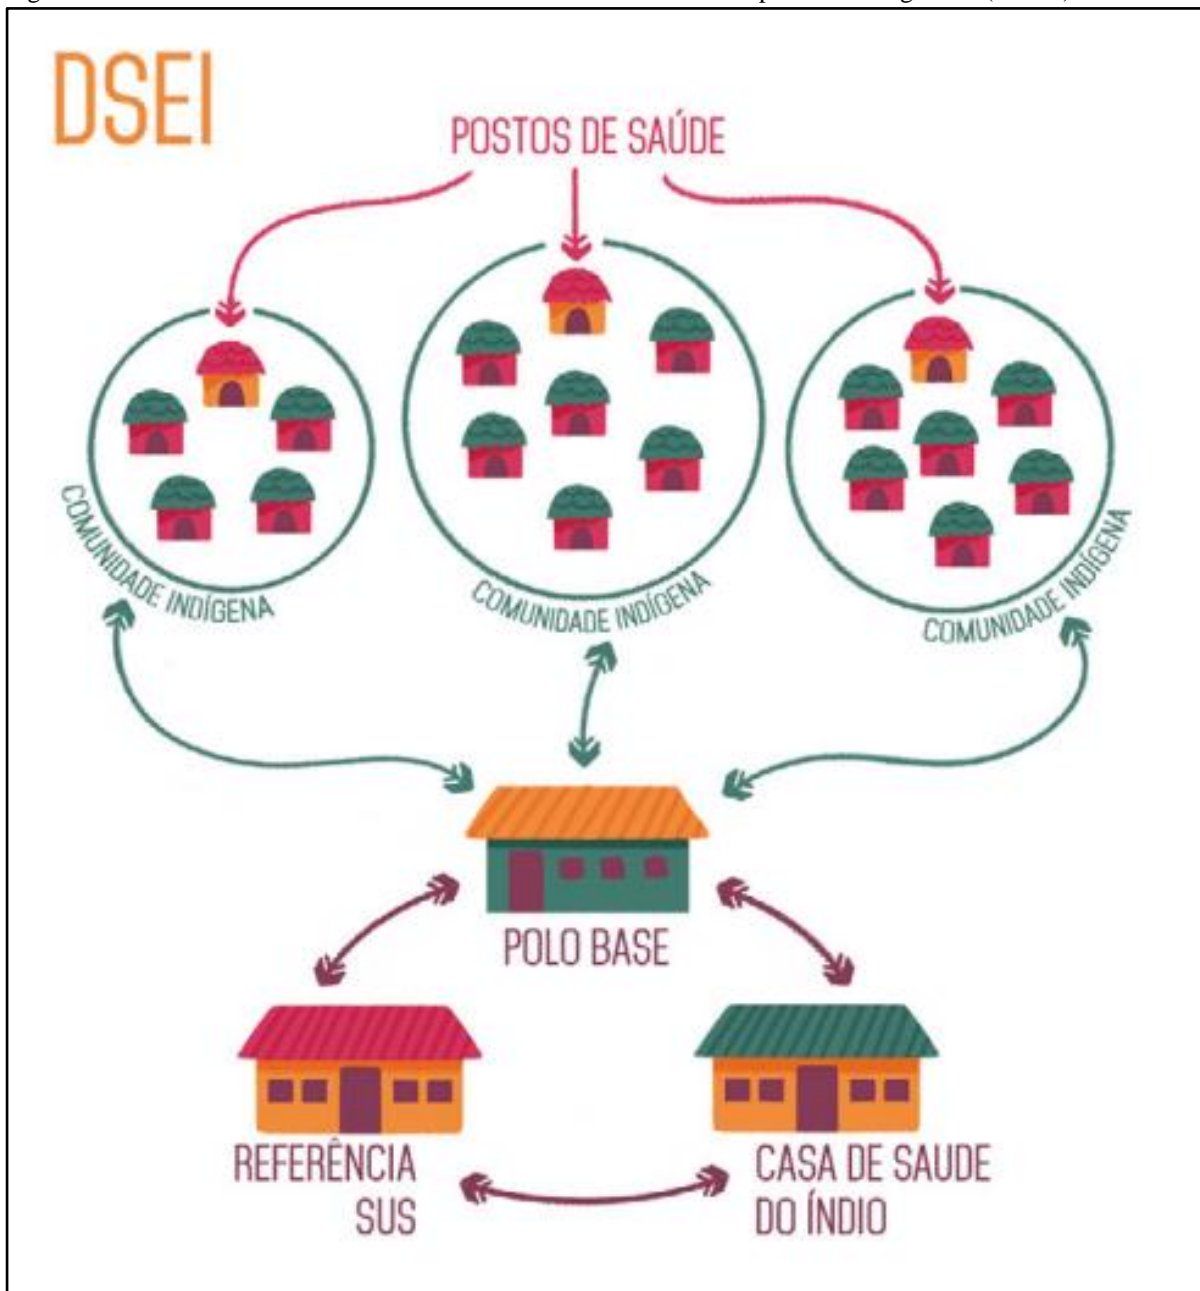 DSEI
POSTOS DE SAÚDE
COMUNIDADE INDÍGENA
COMUNIDADE INDÍGENA
COMUNIDADE INDÍGENA
POLO BASE
REFERÊNCIA
SUS
CASA DE SAUDE
DO ÍNDIO